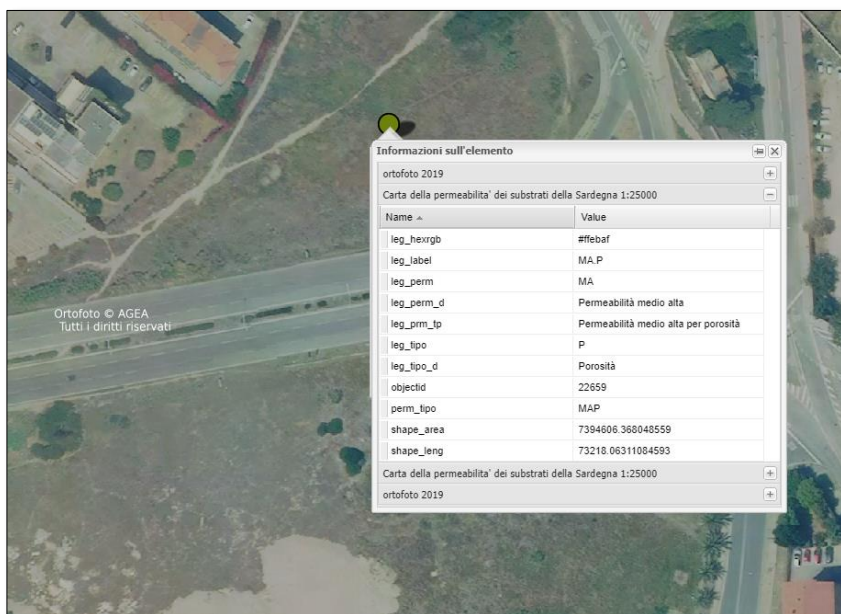 Informazioni sull'elemento
ortofoto 2019
Carta della permeabilita' dei substrati della Sardegna 1:25000
Name Value
leg_hexrgb #ffebaf
leg_label MA.P
leg_perm MA
leg_perm_d Permeabilità medio alta
leg_prm_tp Permeabilità medio alta per porosità
leg_tipo P
leg_tipo_d Porosità
objectid 22659
perm_tipo MAP
shape_area 7394606.368048559
shape_leng 73218.06311084593
Carta della permeabilita' dei substrati della Sardegna 1:25000
ortofoto 2019
Ortofoto © AGEA
Tutti i diritti riservati